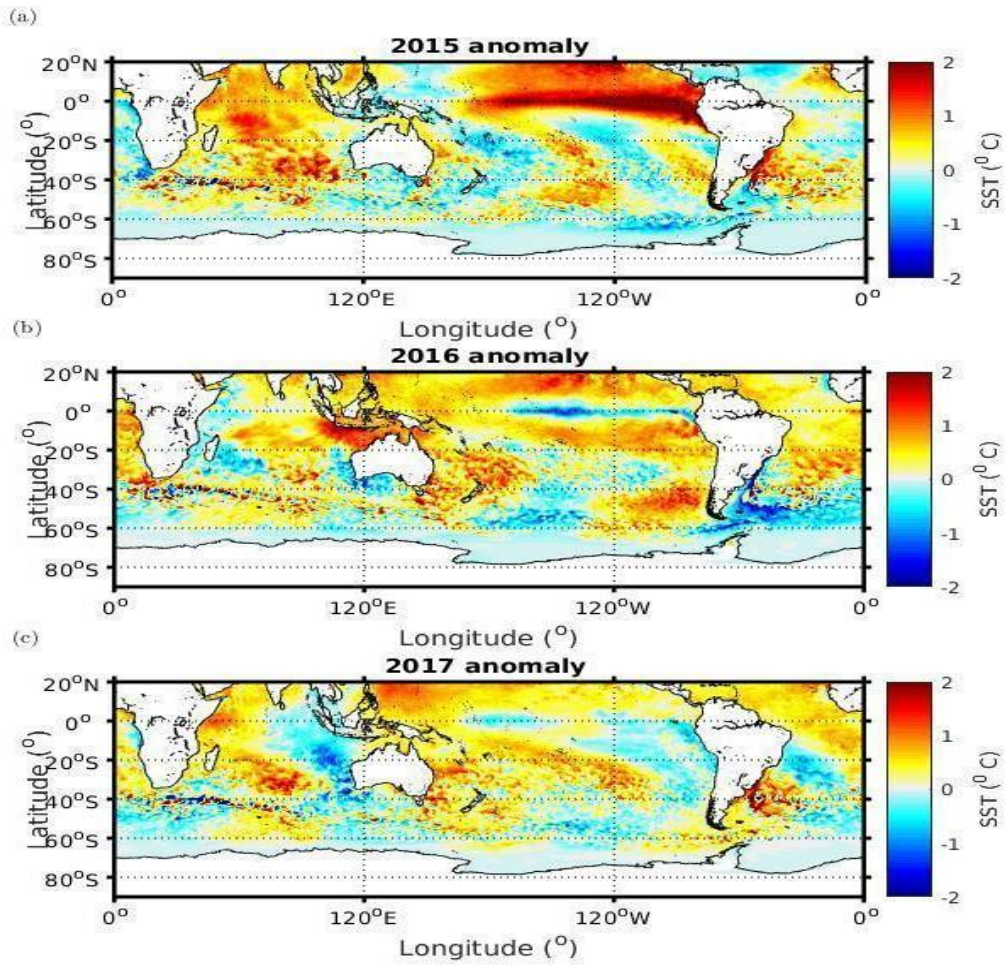 (a)
2015 anomaly
20°N
0°
20°S
40°S
60°S
80°S
Latitude(°)
0°
120°E
120°W
0°
Longitude (°)
2
1
0
-1
-2
SST (⁰ C)
(b)
2016 anomaly
20°N
0°
20°S
40°S
60°S
80°S
Latitude(°)
0°
120°E
120°W
0°
Longitude (°)
2
1
0
-1
-2
SST (⁰ C)
(c)
2017 anomaly
20°N
0°
20°S
40°S
60°S
80°S
Latitude(°)
0°
120°E
120°W
0°
Longitude (°)
2
1
0
-1
-2
SST (⁰ C)